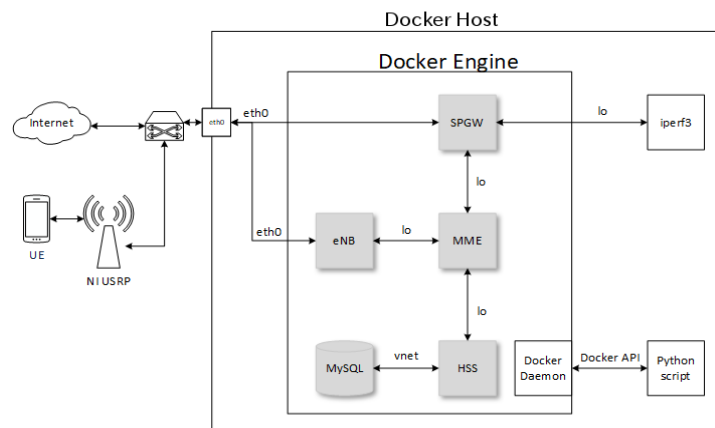 Docker Host
Docker Engine
Internet
eth0
eth0
SPGW
lo
iperf3
lo
UE
NI USRP
eth0
eNB
lo
MME
lo
MySQL
vnet
HSS
Docker
Daemon
Docker API
Python
script